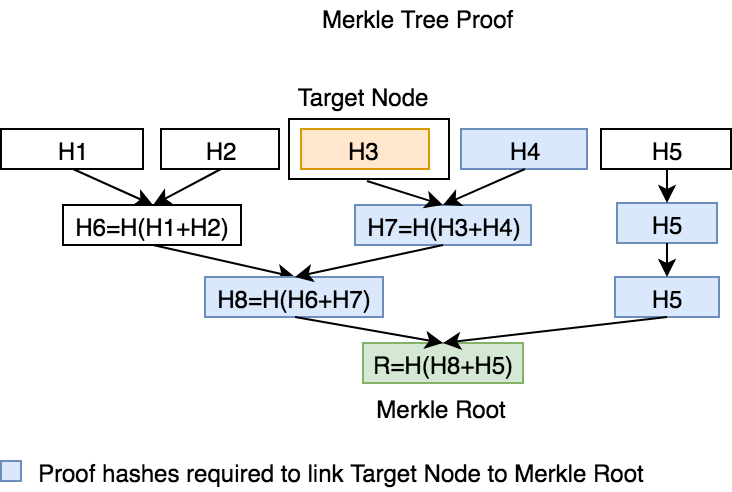 Merkle Tree Proof
Target Node
H1
H2
H3
H4
H5
H6=H(H1+H2)
H7=H(H3+H4)
H5
H8=H(H6+H7)
H5
R=H(H8+H5)
Merkle Root
Proof hashes required to link Target Node to Merkle Root